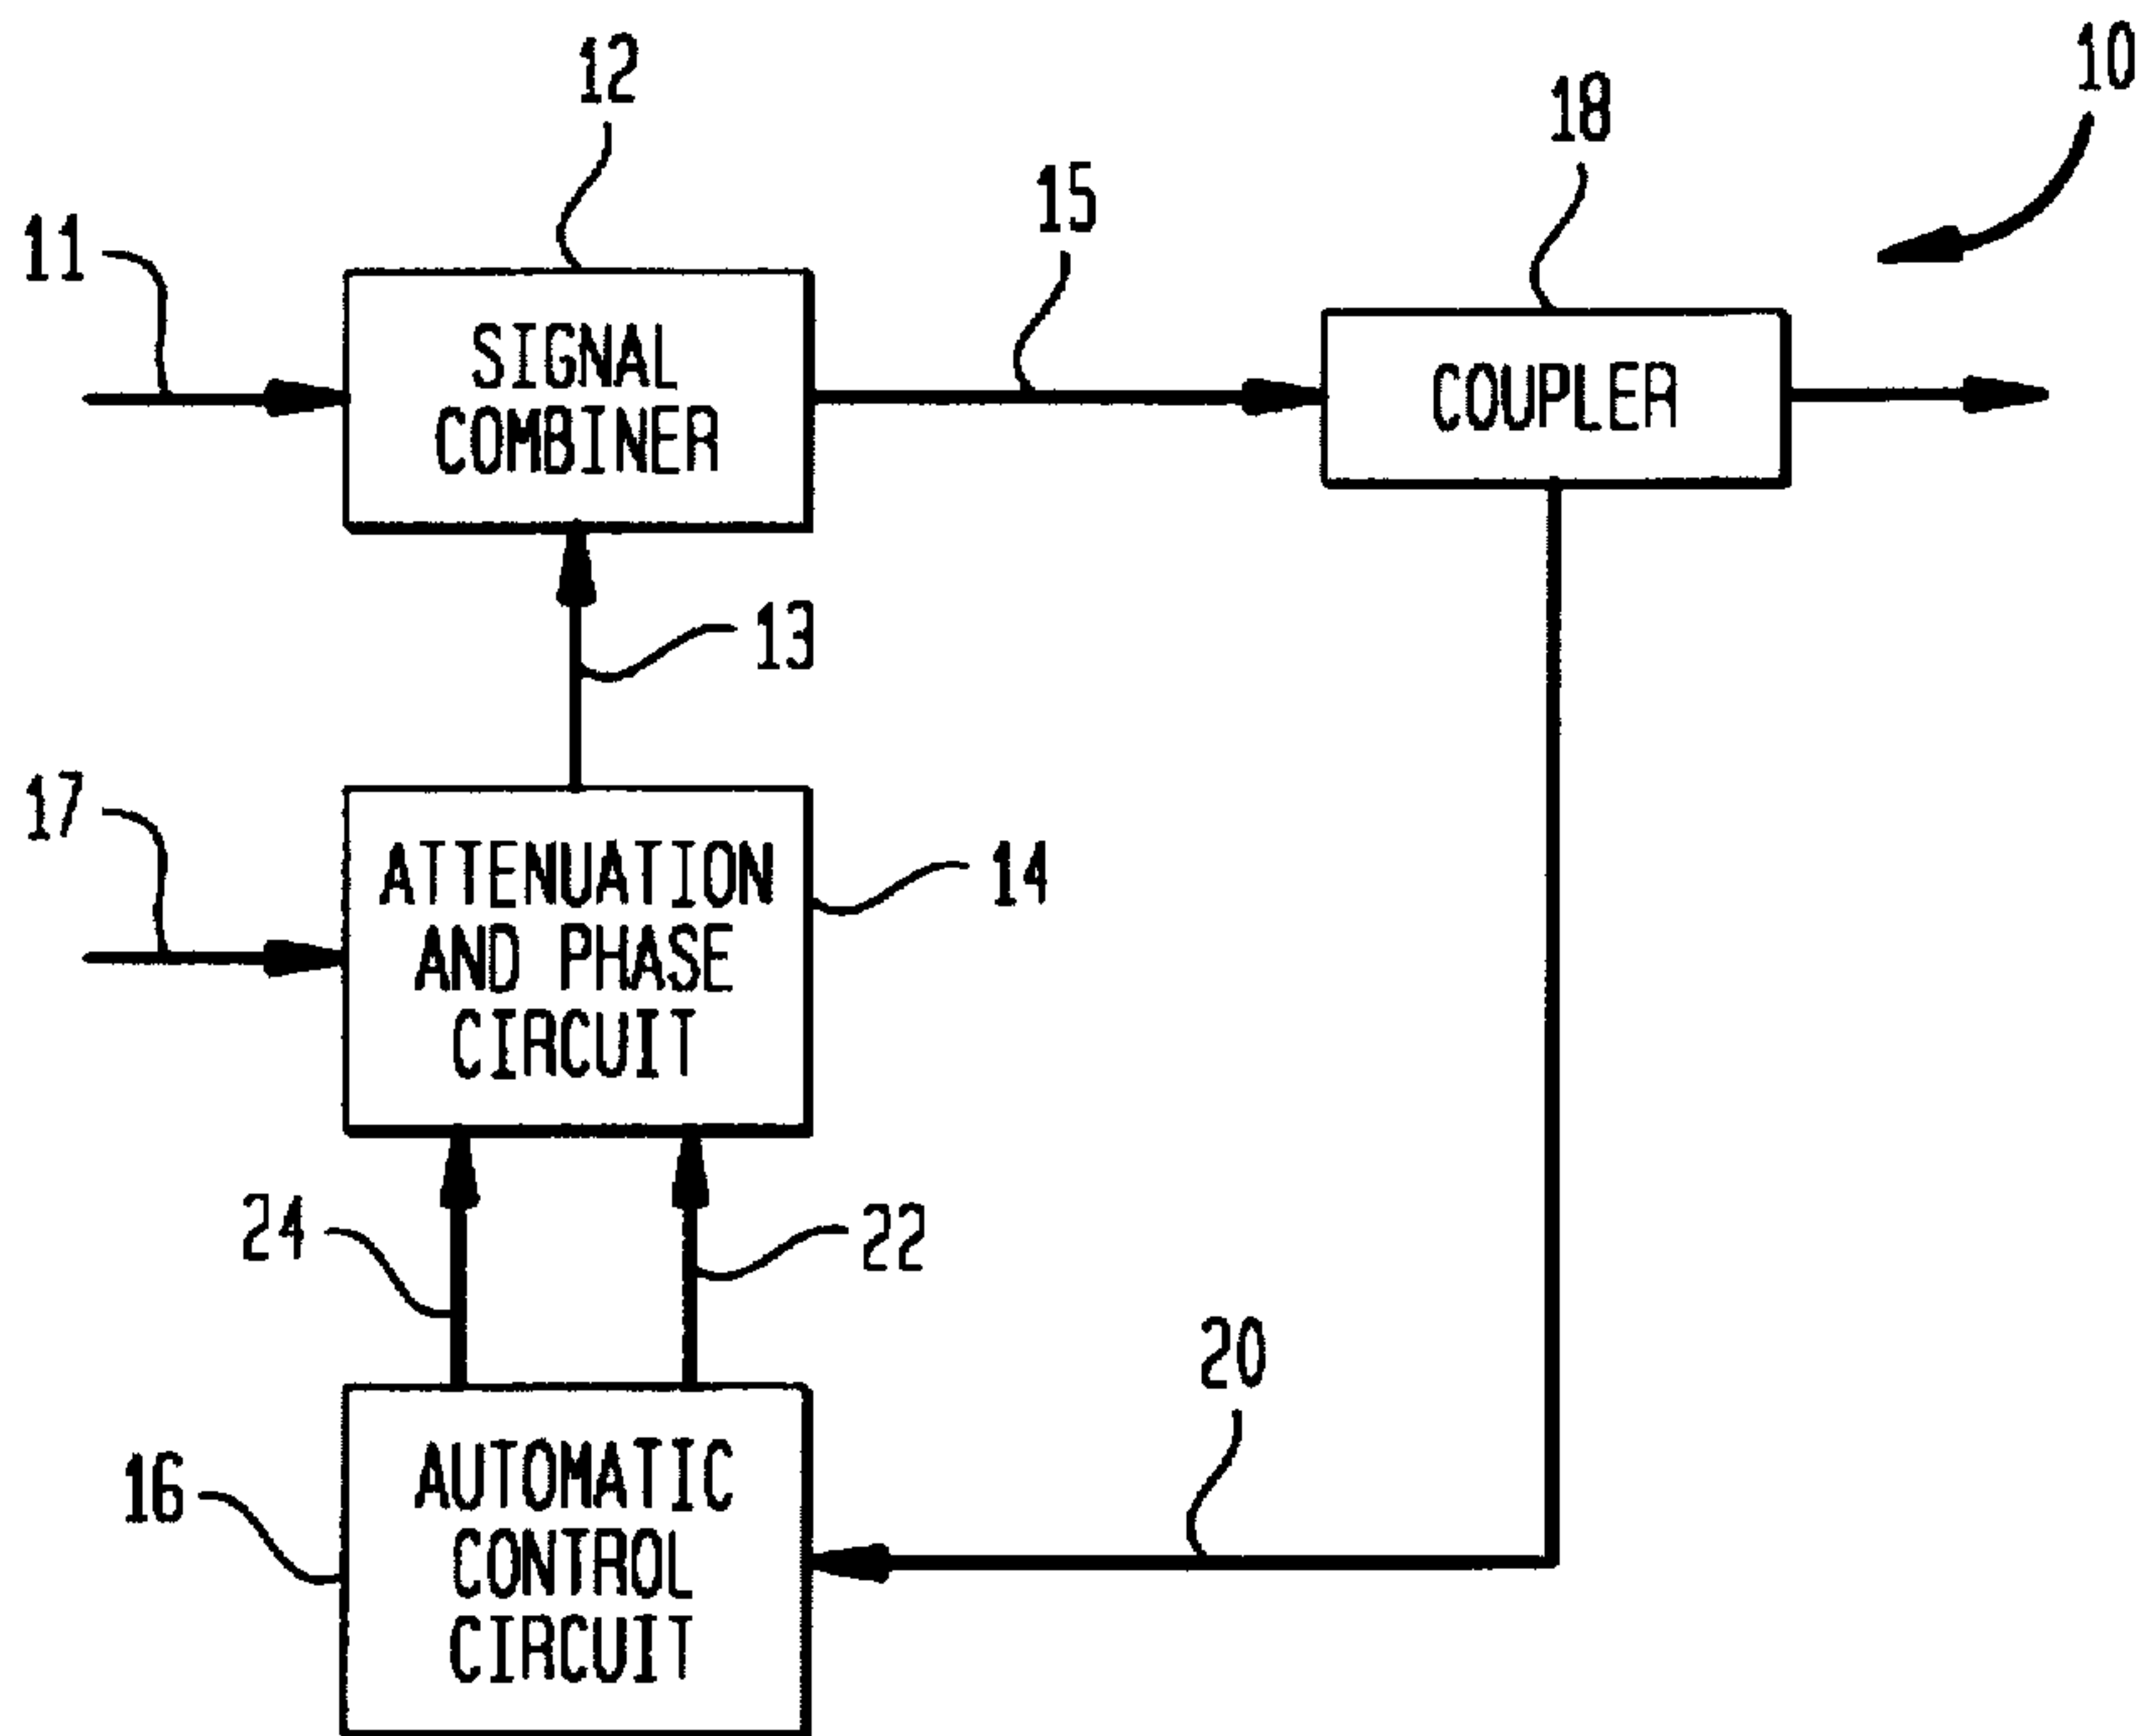 12
10
18
15
11
SIGNAL
COMBINER
COUPLER
13
17
ATTENUATION
AND PHASE
CIRCUIT
14
24
22
20
16
AUTOMATIC
CONTROL
CIRCUIT